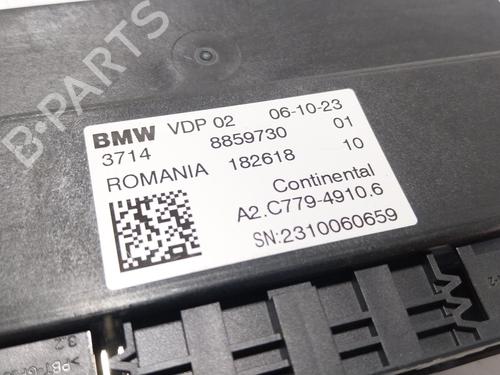 B-PARTS
BMW VDP 02 06-10-23
3714 8859730 01
ROMANIA 182618 10
Continental
A2.C779-4910.6
SN:2310060659